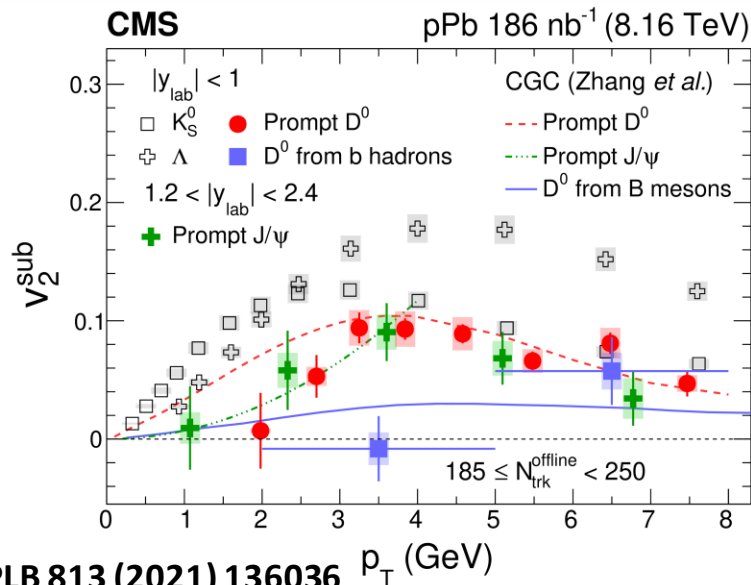 CMS pPb 186 nb⁻¹ (8.16 TeV)
|y_lab| < 1
K⁰_S
Λ
Prompt D⁰
D⁰ from b hadrons
1.2 < |y_lab| < 2.4
Prompt J/ψ
CGC (Zhang et al.)
Prompt D⁰
Prompt J/ψ
D⁰ from B mesons
v₂^sub
0.3
0.2
0.1
0
185 ≤ N_trk^offline < 250
0 1 2 3 4 5 6 7 8
p_T (GeV)
PLB 813 (2021) 136036